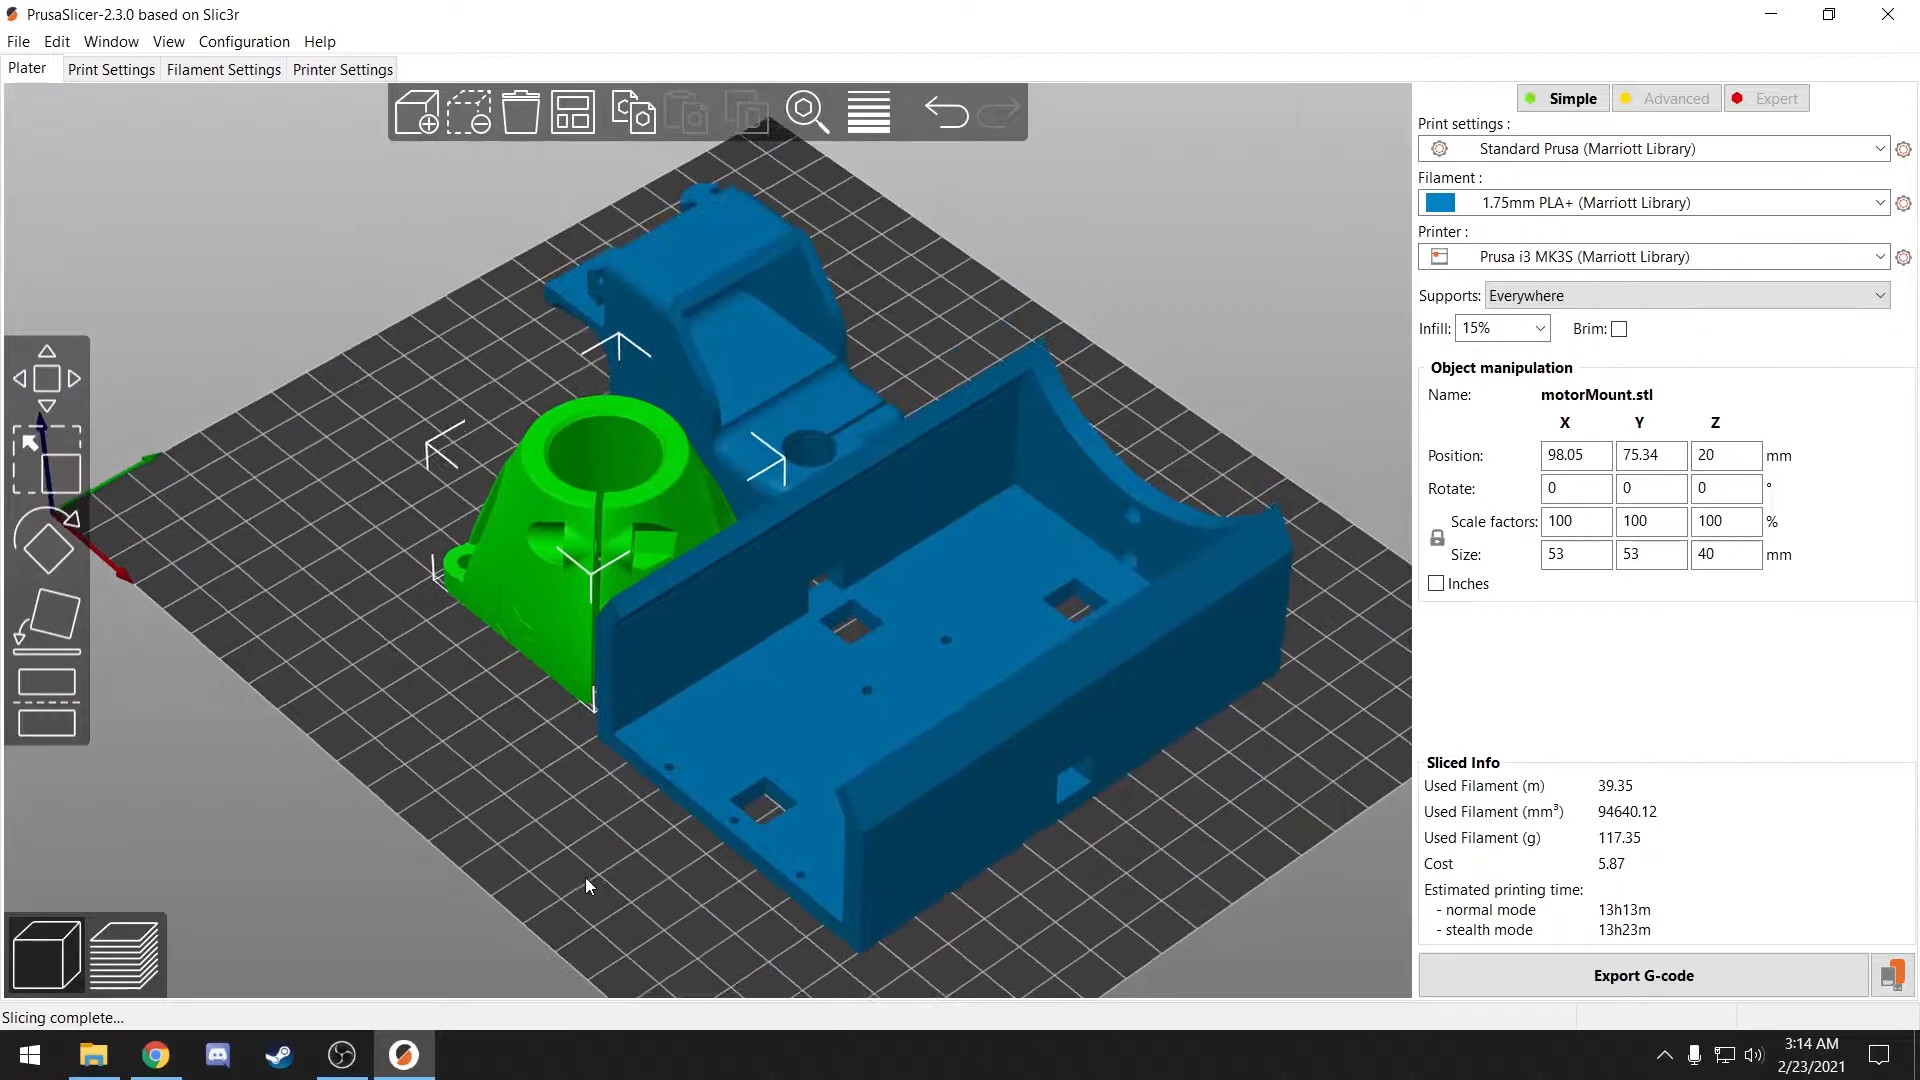 PrusaSlicer-2.3.0 based on Slic3r
File Edit Window View Configuration Help
Plater Print Settings Filament Settings Printer Settings
Simple Advanced Expert
Print settings :
Standard Prusa (Marriott Library)
Filament :
1.75mm PLA+ (Marriott Library)
Printer :
Prusa i3 MK3S (Marriott Library)
Supports: Everywhere
Infill: 15% Brim:
Object manipulation
Name: motorMount.stl
X Y Z
Position: 98.05 75.34 20 mm
Rotate: 0 0 0 °
Scale factors: 100 100 100 %
Size: 53 53 40 mm
Inches
Sliced Info
Used Filament (m) 39.35
Used Filament (mm³) 94640.12
Used Filament (g) 117.35
Cost 5.87
Estimated printing time:
- normal mode 13h13m
- stealth mode 13h23m
Export G-code
Slicing complete...
3:14 AM
2/23/2021